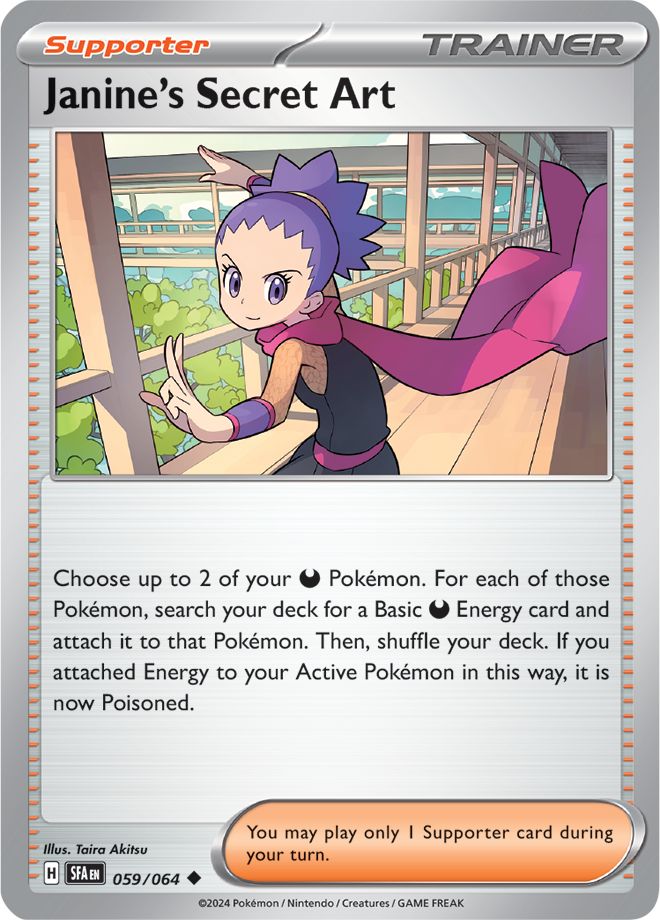 Supporter
TRAINER
Janine's Secret Art
Choose up to 2 of your Pokémon. For each of those
Pokémon, search your deck for a Basic Energy card and
attach it to that Pokémon. Then, shuffle your deck. If you
attached Energy to your Active Pokémon in this way, it is
now Poisoned.
You may play only 1 Supporter card during
your turn.
Illus. Taira Akitsu
H SFA EN 059/064
©2024 Pokémon / Nintendo / Creatures / GAME FREAK